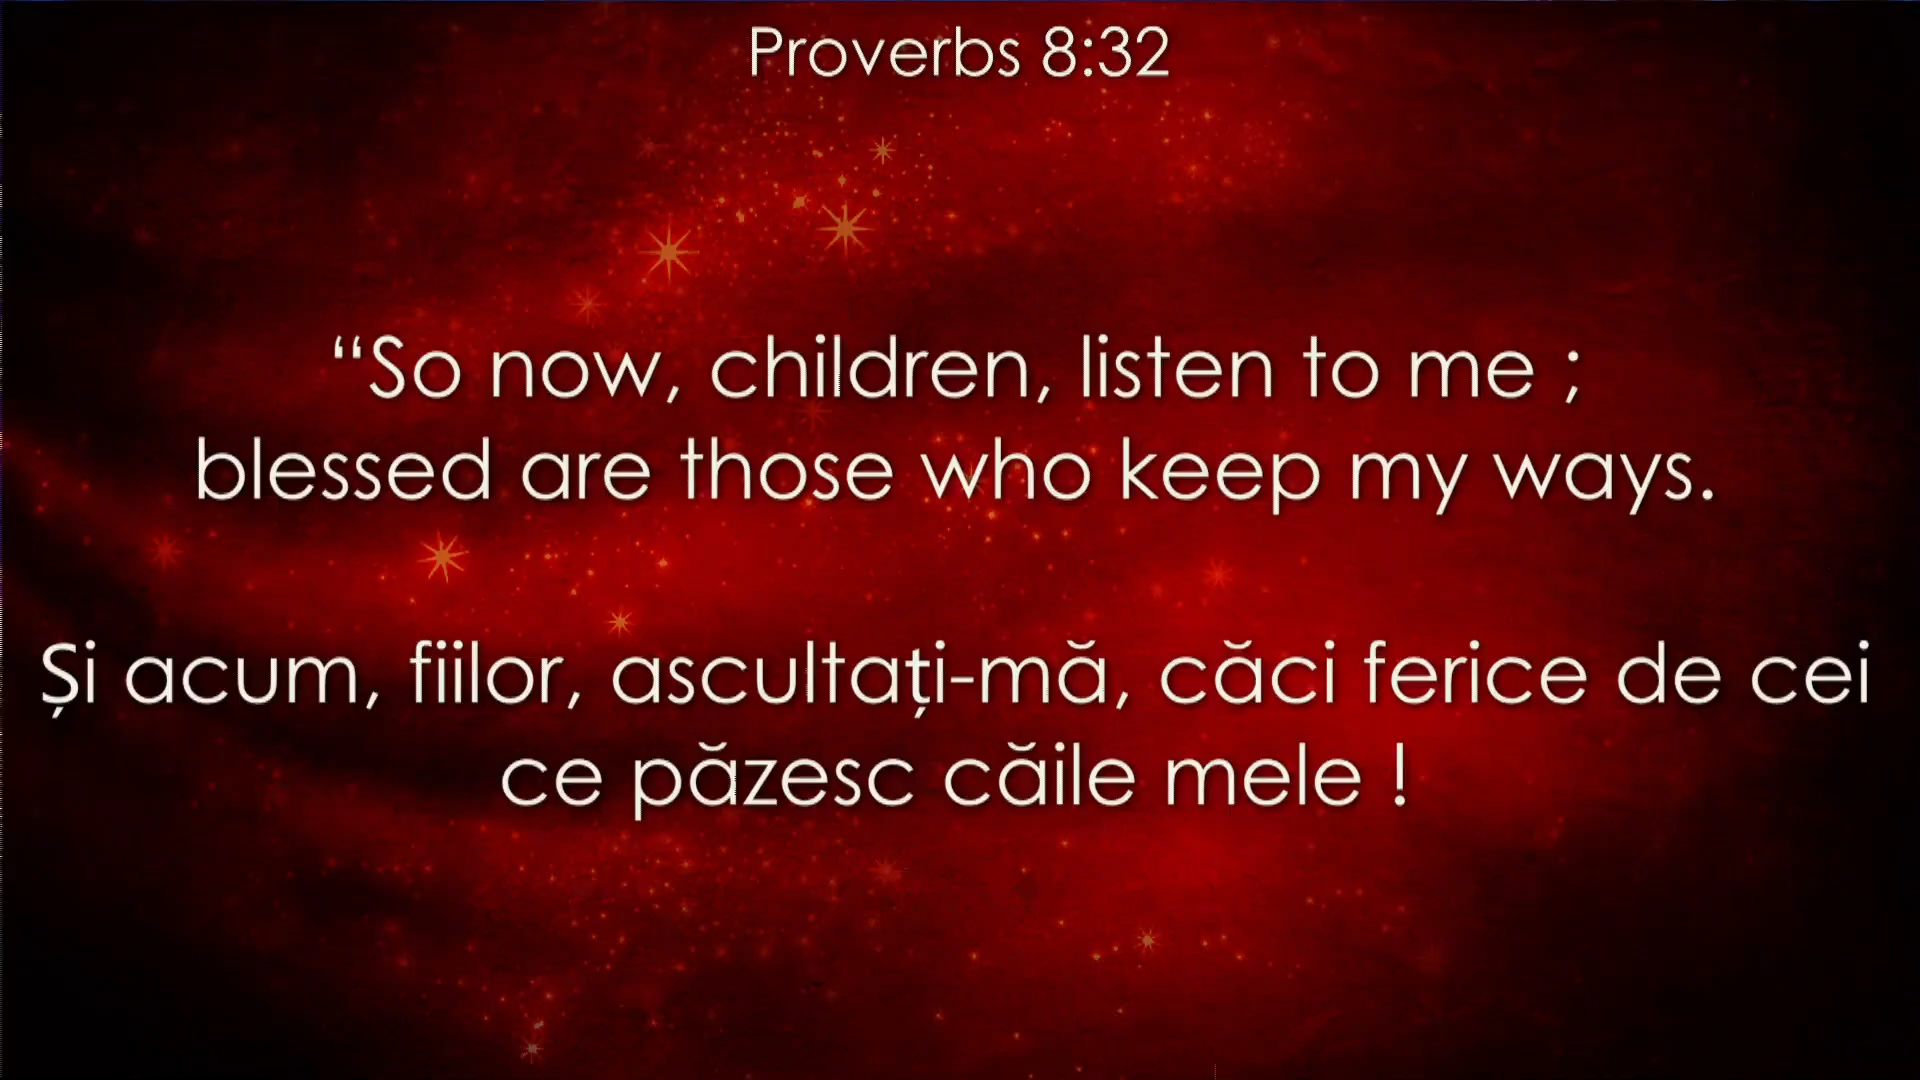 Proverbs 8:32
“So now, children, listen to me ;
blessed are those who keep my ways.
Și acum, fiilor, ascultați-mă, căci ferice de cei
ce păzesc căile mele !